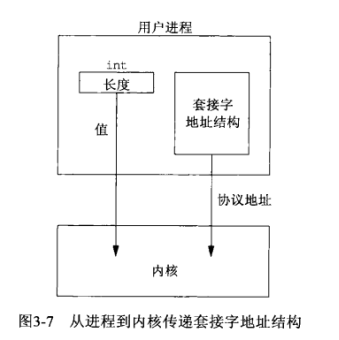 用户进程
int
长度
值
套接字
地址结构
协议地址
内核
图3-7 从进程到内核传递套接字地址结构